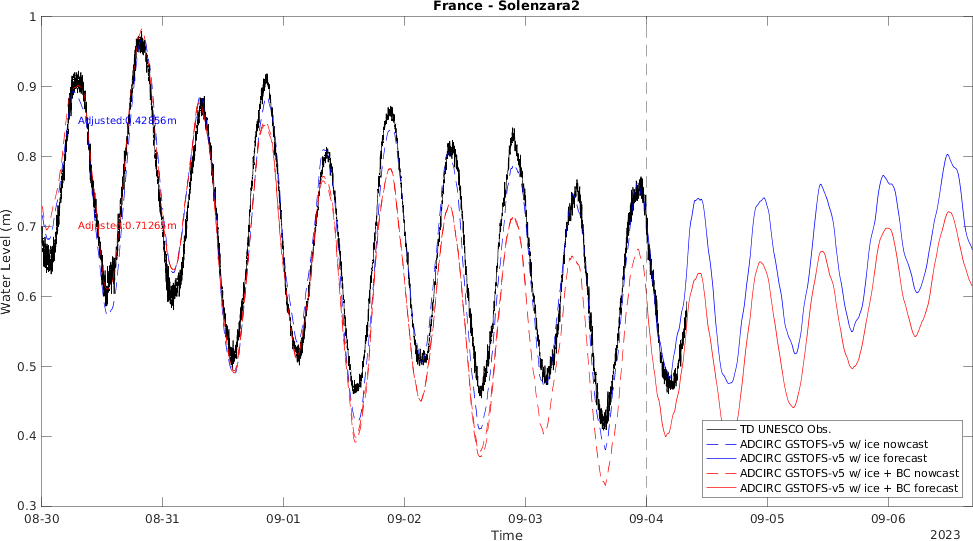 France - Solenzara2
1
0.9
0.8
0.7
0.6
0.5
0.4
0.3
Water Level (m)
Adjusted:0.42856m
Adjusted:0.71265m
TD UNESCO Obs.
ADCIRC GSTOFS-v5 w/ ice nowcast
ADCIRC GSTOFS-v5 w/ ice forecast
ADCIRC GSTOFS-v5 w/ ice + BC nowcast
ADCIRC GSTOFS-v5 w/ ice + BC forecast
08-30 08-31 09-01 09-02 09-03 09-04 09-05 09-06
Time
2023